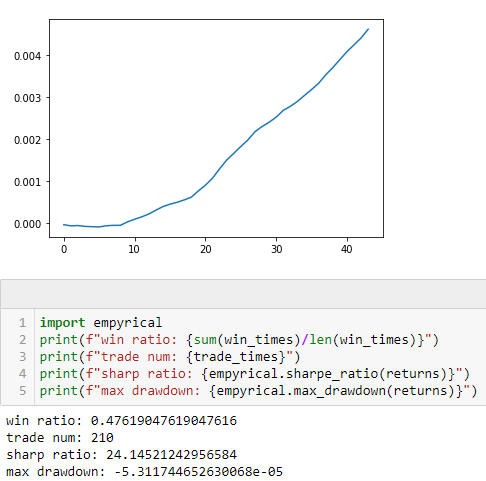 0.004
0.003
0.002
0.001
0.000
0 10 20 30 40
1 import empyrical
2 print(f"win ratio: {sum(win_times)/len(win_times)}")
3 print(f"trade num: {trade_times}")
4 print(f"sharp ratio: {empyrical.sharpe_ratio(returns)}")
5 print(f"max drawdown: {empyrical.max_drawdown(returns)}")
win ratio: 0.47619047619047616
trade num: 210
sharp ratio: 24.14521242956584
max drawdown: -5.311744652630068e-05